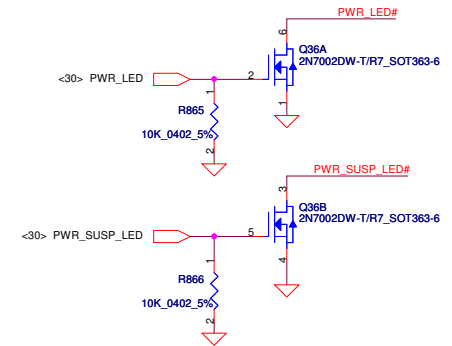 PWR_LED#
6
Q36A
2N7002DW-T/R7_SOT363-6
<30> PWR_LED
2
1
1
R865
10K_0402_5%
2
PWR_SUSP_LED#
3
Q36B
2N7002DW-T/R7_SOT363-6
<30> PWR_SUSP_LED
5
4
1
R866
10K_0402_5%
2